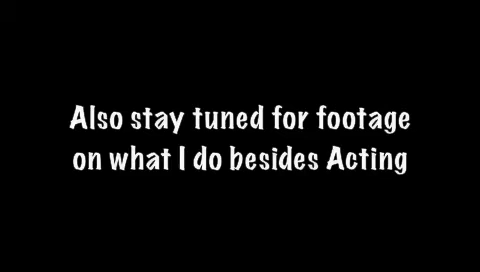 Also stay tuned for footage
on what I do besides Acting